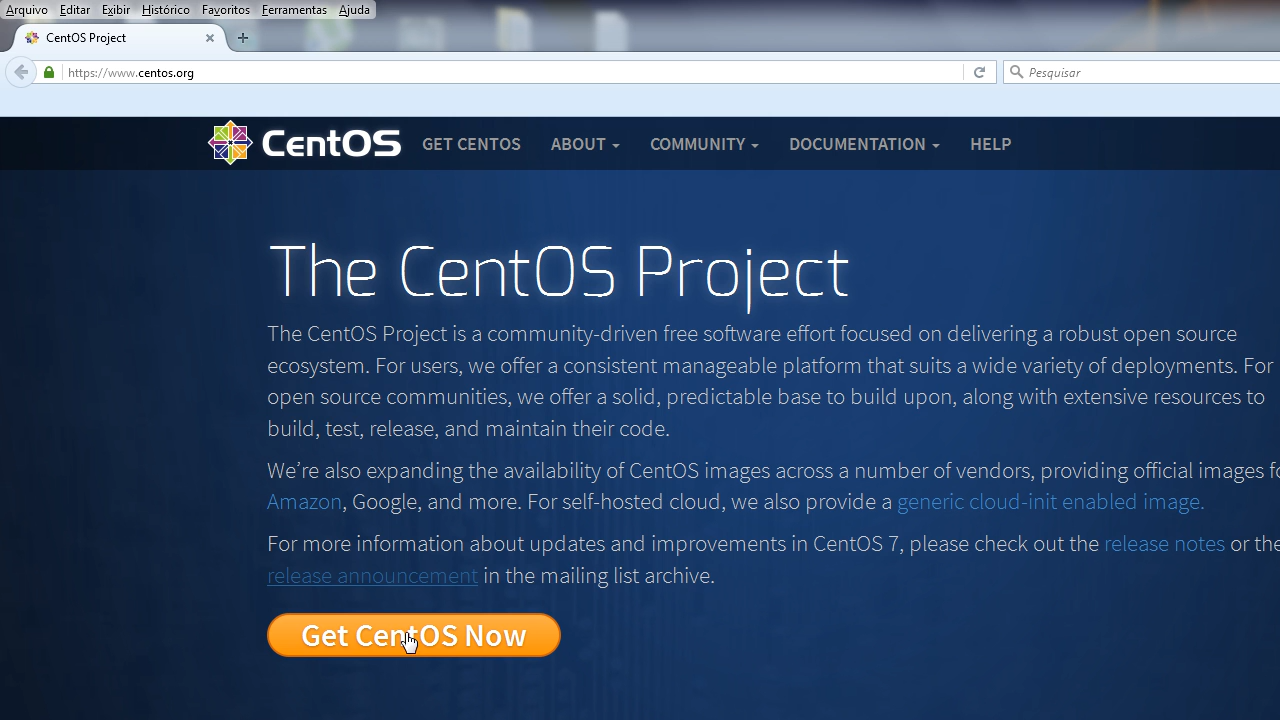 Arquivo Editar Exibir Histórico Favoritos Ferramentas Ajuda
CentOS Project
https://www.centos.org
Pesquisar
CentOS GET CENTOS ABOUT COMMUNITY DOCUMENTATION HELP
The CentOS Project
The CentOS Project is a community-driven free software effort focused on delivering a robust open source
ecosystem. For users, we offer a consistent manageable platform that suits a wide variety of deployments. For
open source communities, we offer a solid, predictable base to build upon, along with extensive resources to
build, test, release, and maintain their code.
We’re also expanding the availability of CentOS images across a number of vendors, providing official images fo
Amazon, Google, and more. For self-hosted cloud, we also provide a generic cloud-init enabled image.
For more information about updates and improvements in CentOS 7, please check out the release notes or the
release announcement in the mailing list archive.
Get CentOS Now